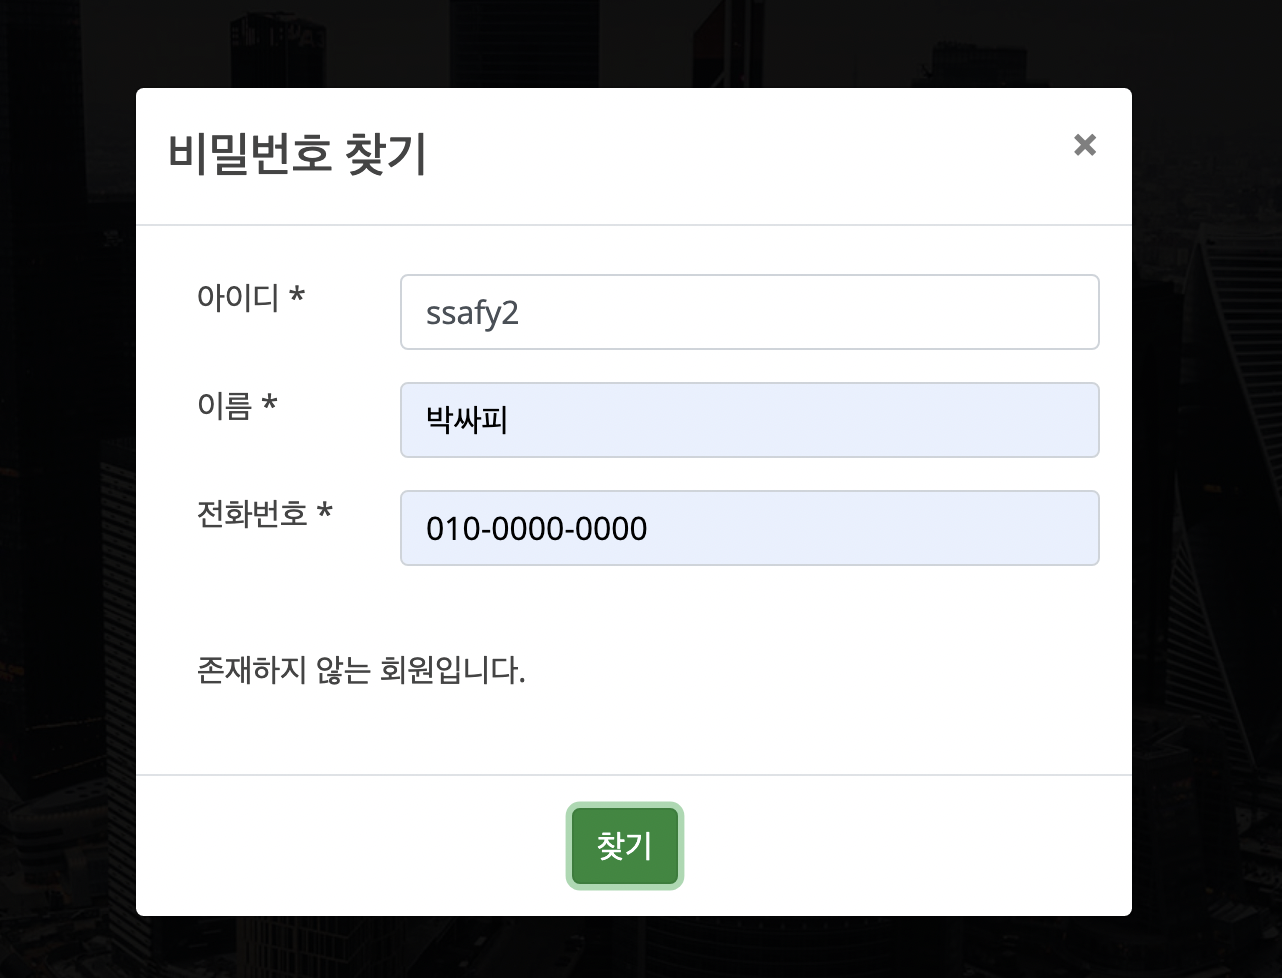 비밀번호 찾기 ×
아이디 * ssafy2
이름 * 박싸피
전화번호 * 010-0000-0000
존재하지 않는 회원입니다.
찾기